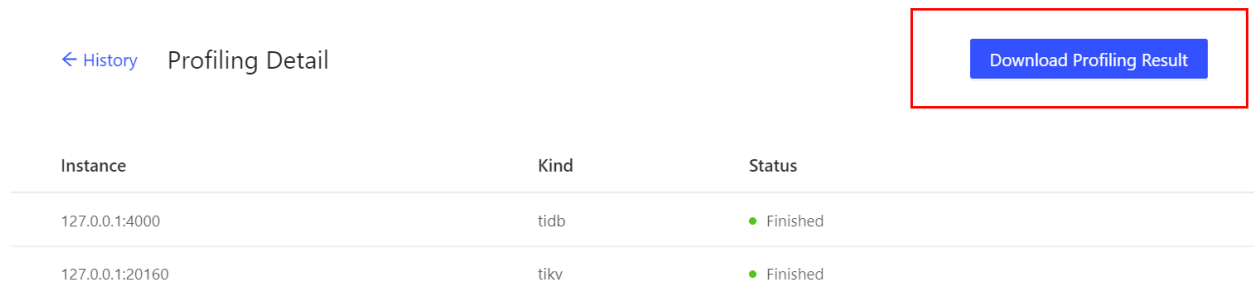 ← History Profiling Detail Download Profiling Result
Instance Kind Status
127.0.0.1:4000 tidb Finished
127.0.0.1:20160 tikv Finished